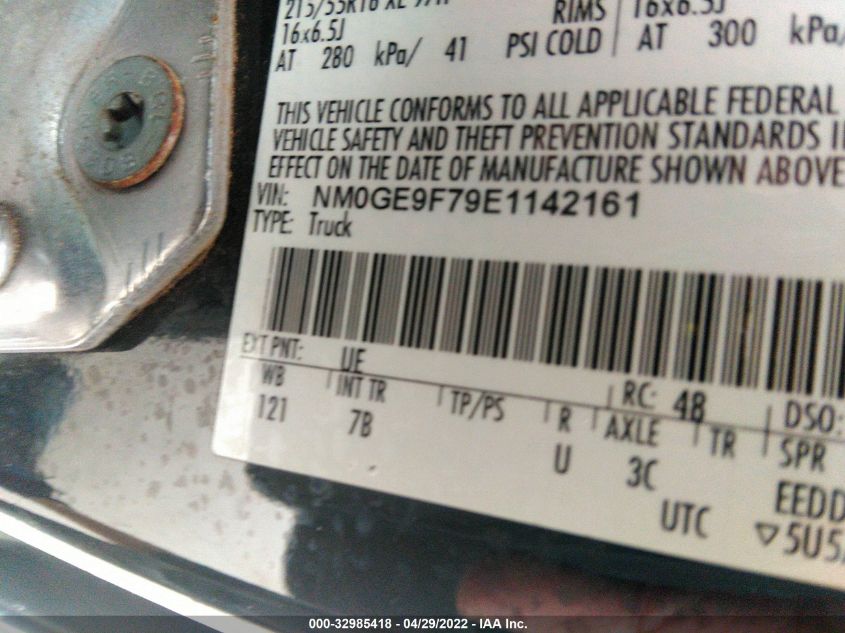 215/55R16 XL 97H
16x6.5J RIMS 16x6.5J
AT 280 kPa/ 41 PSI COLD AT 300 kPa/
THIS VEHICLE CONFORMS TO ALL APPLICABLE FEDERAL
VEHICLE SAFETY AND THEFT PREVENTION STANDARDS I
EFFECT ON THE DATE OF MANUFACTURE SHOWN ABOVE
VIN: NM0GE9F79E1142161
TYPE: Truck
EXT PNT: UE RC: 48 DSO:
WB INT TR TP/PS R AXLE TR SPR
121 7B U 3C EEDD
UTC ▽5U5
000-32985418 - 04/29/2022 - IAA Inc.